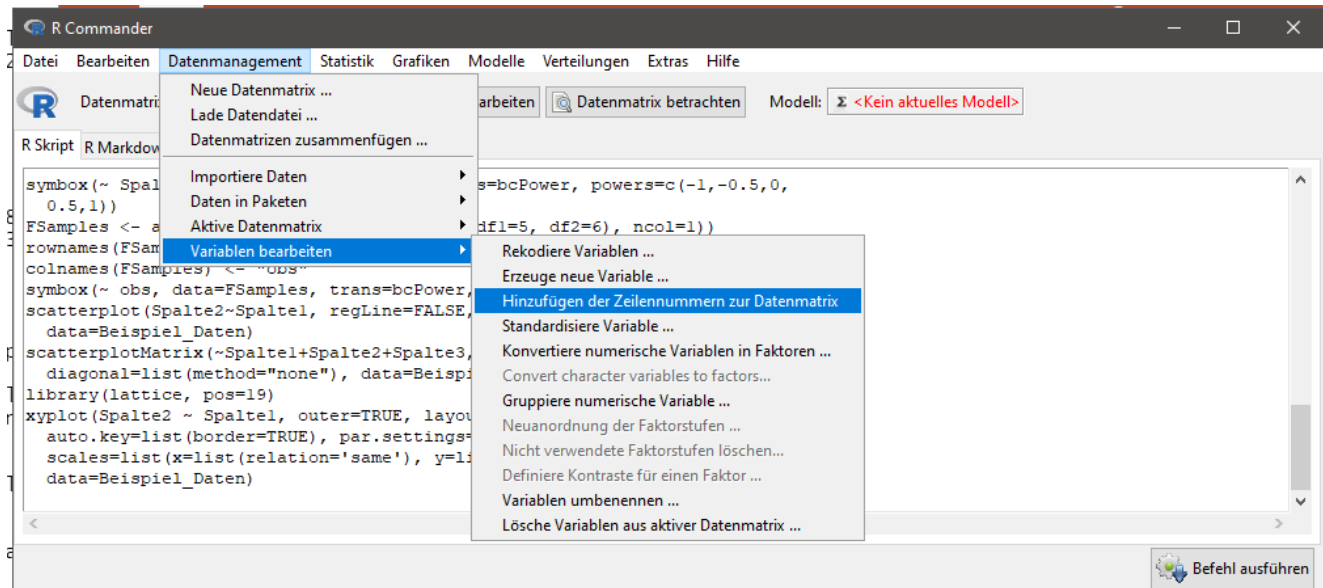 R Commander
Datei Bearbeiten Datenmanagement Statistik Grafiken Modelle Verteilungen Extras Hilfe
Neue Datenmatrix ...
Lade Datendatei ...
Datenmatrizen zusammenfügen ...
Importiere Daten
Daten in Paketen
Aktive Datenmatrix
Variablen bearbeiten
Datenmatri
arbeiten Datenmatrix betrachten Modell: Σ <Kein aktuelles Modell>
R Skript R Markdow
Rekodiere Variablen ...
Erzeuge neue Variable ...
Hinzufügen der Zeilennummern zur Datenmatrix
Standardisiere Variable ...
Konvertiere numerische Variablen in Faktoren ...
Convert character variables to factors...
Gruppiere numerische Variable ...
Neuanordnung der Faktorstufen ...
Nicht verwendete Faktorstufen löschen...
Definiere Kontraste für einen Faktor ...
Variablen umbenennen ...
Lösche Variablen aus aktiver Datenmatrix ...
symbox(~ Spal s=bcPower, powers=c(-1,-0.5,0,
0.5,1))
FSamples <- a df1=5, df2=6), ncol=1))
rownames(FSam
colnames(FSamples) <- "obs"
symbox(~ obs, data=FSamples, trans=bcPower,
scatterplot(Spalte2~Spalte1, regLine=FALSE,
data=Beispiel_Daten)
scatterplotMatrix(~Spalte1+Spalte2+Spalte3,
diagonal=list(method="none"), data=Beispi
library(lattice, pos=19)
xyplot(Spalte2 ~ Spalte1, outer=TRUE, layou
auto.key=list(border=TRUE), par.settings=
scales=list(x=list(relation='same'), y=li
data=Beispiel_Daten)
Befehl ausführen